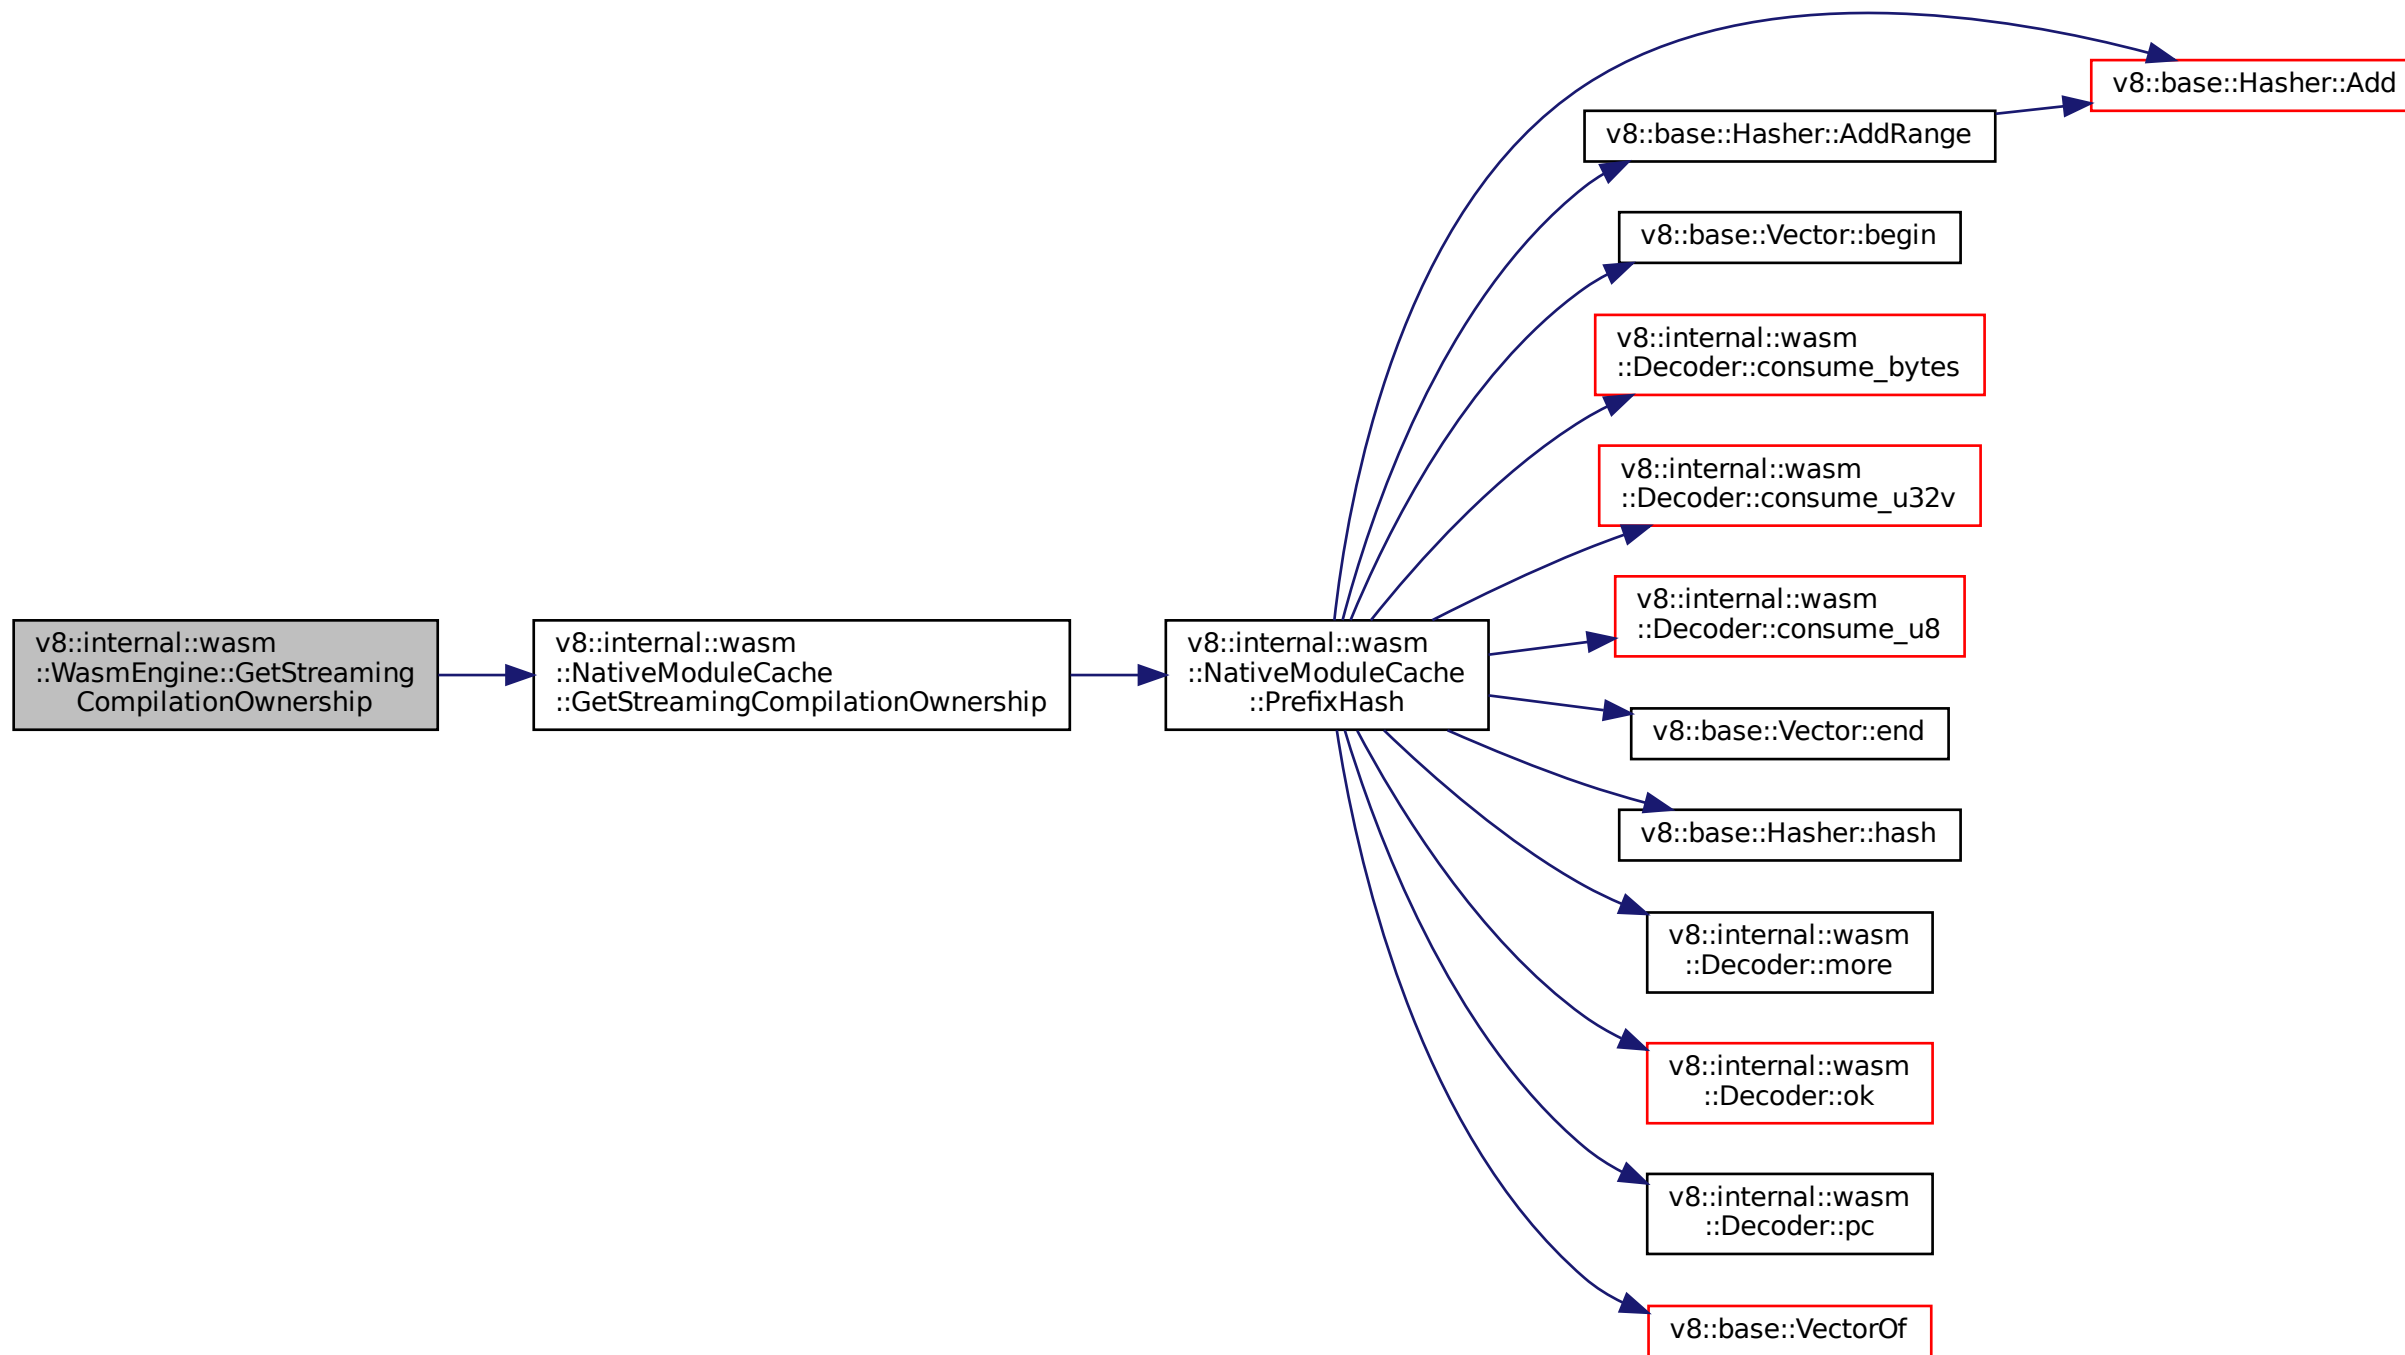 v8::internal::wasm
::WasmEngine::GetStreaming
CompilationOwnership
v8::internal::wasm
::NativeModuleCache
::GetStreamingCompilationOwnership
v8::internal::wasm
::NativeModuleCache
::PrefixHash
v8::base::Hasher::Add
v8::base::Hasher::AddRange
v8::base::Vector::begin
v8::internal::wasm
::Decoder::consume_bytes
v8::internal::wasm
::Decoder::consume_u32v
v8::internal::wasm
::Decoder::consume_u8
v8::base::Vector::end
v8::base::Hasher::hash
v8::internal::wasm
::Decoder::more
v8::internal::wasm
::Decoder::ok
v8::internal::wasm
::Decoder::pc
v8::base::VectorOf